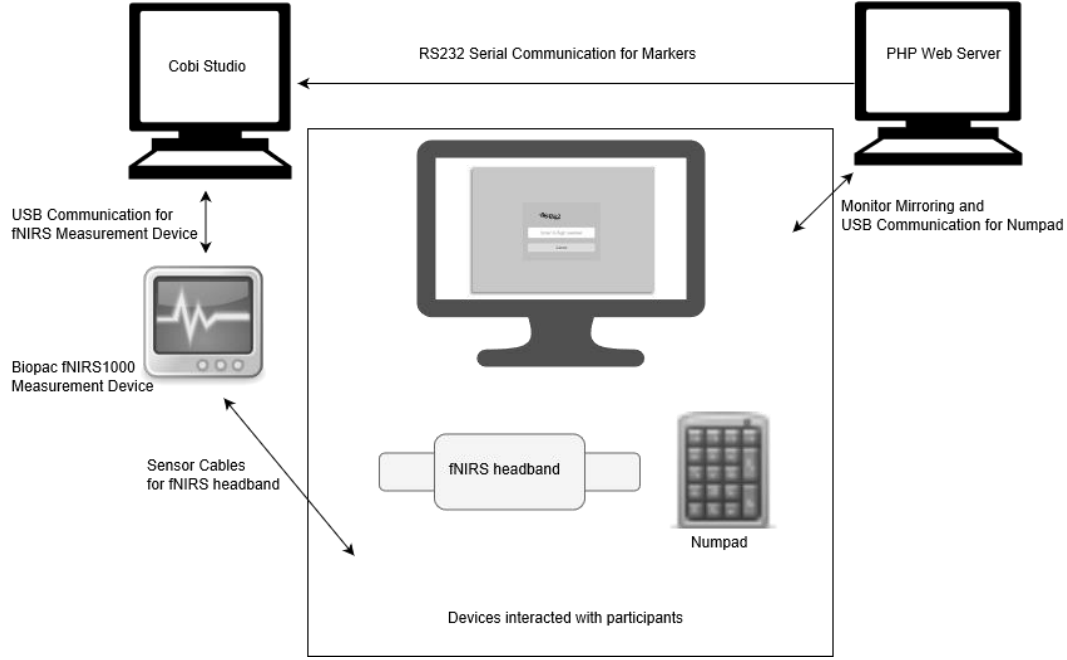 Cobi Studio
RS232 Serial Communication for Markers
PHP Web Server
USB Communication for
fNIRS Measurement Device
Monitor Mirroring and
USB Communication for Numpad
Biopac fNIRS1000
Measurement Device
Sensor Cables
for fNIRS headband
fNIRS headband
Numpad
Devices interacted with participants